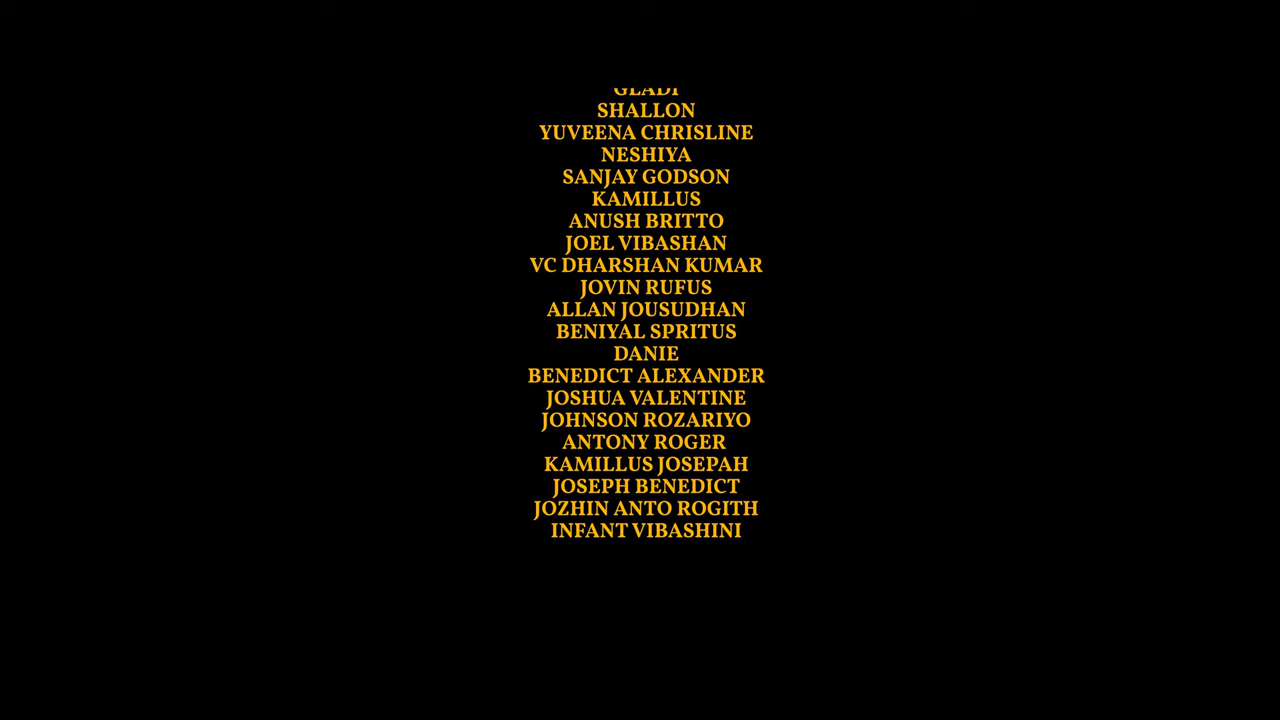 GLADI
SHALLON
YUVEENA CHRISLINE
NESHIYA
SANJAY GODSON
KAMILLUS
ANUSH BRITTO
JOEL VIBASHAN
VC DHARSHAN KUMAR
JOVIN RUFUS
ALLAN JOUSUDHAN
BENIYAL SPRITUS
DANIE
BENEDICT ALEXANDER
JOSHUA VALENTINE
JOHNSON ROZARIYO
ANTONY ROGER
KAMILLUS JOSEPAH
JOSEPH BENEDICT
JOZHIN ANTO ROGITH
INFANT VIBASHINI